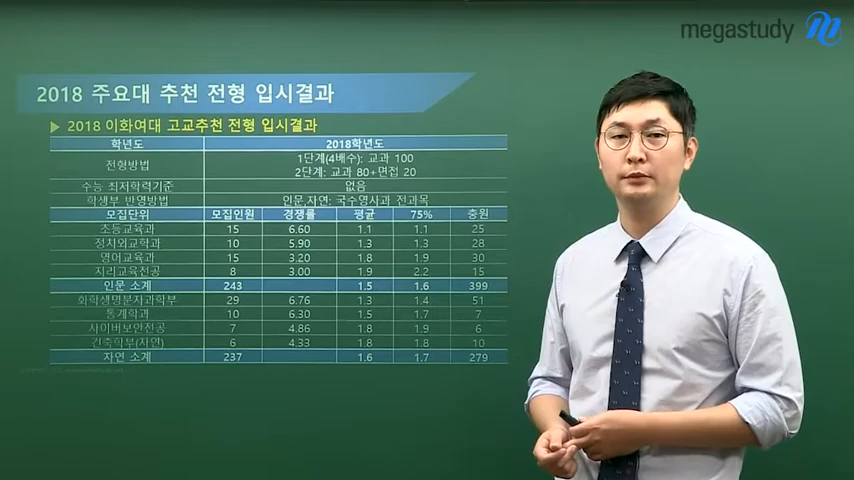 megastudy
2018 주요대 추천 전형 입시결과
▶ 2018 이화여대 고교추천 전형 입시결과
학년도 2018학년도
전형방법 1단계(4배수): 교과 100
2단계: 교과 80+면접 20
수능 최저학력기준 없음
학생부 반영방법 인문,자연: 국수영사과 전과목
모집단위 모집인원 경쟁률 평균 75% 충원
초등교육과 15 6.60 1.1 1.1 25
정치외교학과 10 5.90 1.3 1.3 28
영어교육과 15 3.20 1.8 1.9 30
지리교육전공 8 3.00 1.9 2.2 15
인문 소계 243 1.5 1.6 399
화학생명분자과학부 29 6.76 1.3 1.4 51
통계학과 10 6.30 1.5 1.7 7
사이버보안전공 7 4.86 1.8 1.9 6
건축학부(자연) 6 4.33 1.8 1.8 10
자연 소계 237 1.6 1.7 279